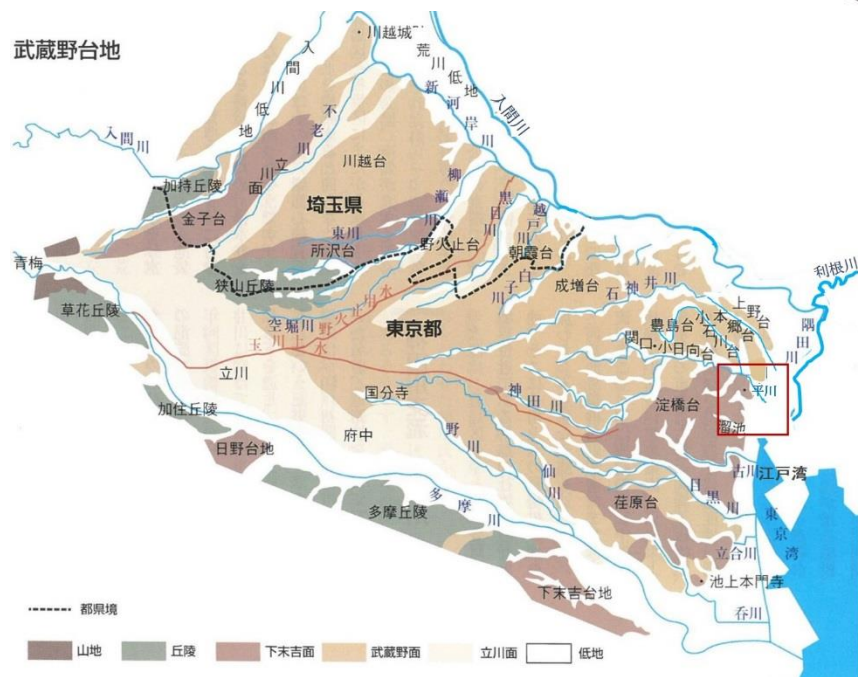 武蔵野台地
川越城
荒川低地
新河岸川
入間川
入間川低地
不老川
入間川
立川面
川越台
加持丘陵
金子台
埼玉県
柳瀬川
黒目川
越戸川
東川
所沢台
野火止台
朝霞台
白子川
青梅
狭山丘陵
成増台
石神井川
利根川
草花丘陵
空堀川
野火止用水
東京都
豊島台
小石川台
本郷台
上野台
隅田川
関口・小日向台
玉川上水
立川
国分寺
神田川
淀橋台
平川
溜池
加住丘陵
府中
野川
仙川
日野台地
古川
江戸湾
多摩丘陵
多摩川
目黒川
荏原台
東京湾
立合川
池上本門寺
下末吉台地
呑川
都県境
山地
丘陵
下末吉面
武蔵野面
立川面
低地